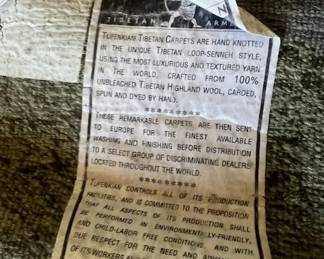 TIBETAN
TUFENKIAN TIBETAN CARPETS ARE HAND KNOTTED
IN THE UNIQUE TIBETAN LOOP-SENNEH STYLE,
USING THE MOST LUXURIOUS AND TEXTURED YARN
THE WORLD, CRAFTED FROM 100%
UNBLEACHED TIBETAN HIGHLAND WOOL, CARDED,
SPUN AND DYED BY HAND.
THESE REMARKABLE CARPETS ARE THEN SENT
TO EUROPE FOR THE FINEST AVAILABLE
WASHING AND FINISHING BEFORE DISTRIBUTION
TO A SELECT GROUP OF DISCRIMINATING DEALERS
LOCATED THROUGHOUT THE WORLD.
TUFENKIAN CONTROLS ALL OF ITS PRODUCTION
FACILITIES, AND IS COMMITTED TO THE PROPOSITION
THAT ALL ASPECTS OF ITS PRODUCTION SHALL
BE PERFORMED IN ENVIRONMENTALLY-FRIENDLY,
AND CHILD-LABOR FREE CONDITIONS, AND WITH
DUE RESPECT FOR THE NEED AND
OF ITS WORKERS